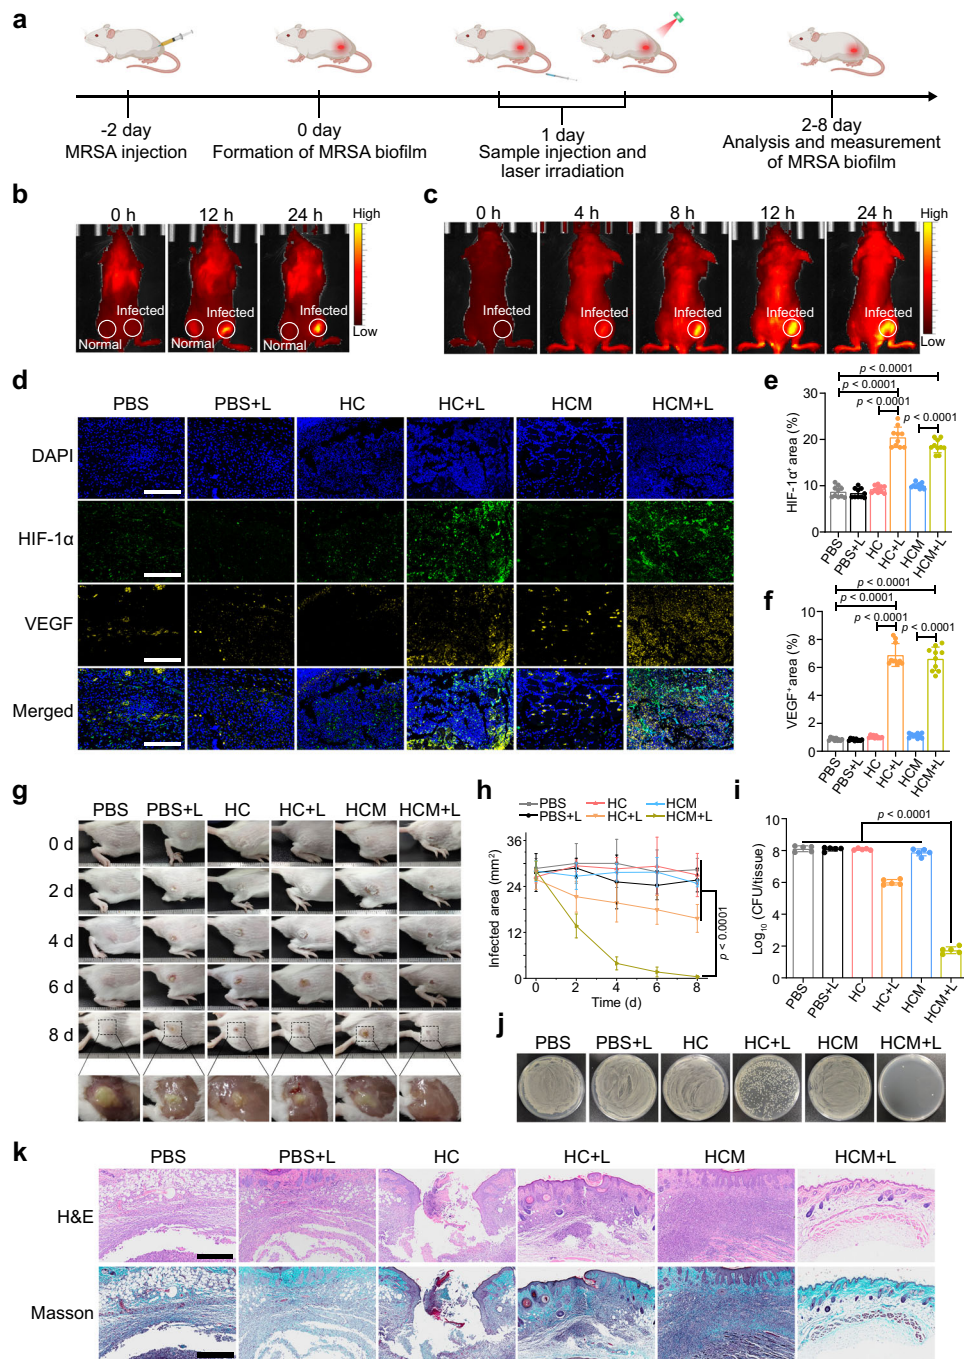 a
-2 day
MRSA injection
0 day
Formation of MRSA biofilm
1 day
Sample injection and
laser irradiation
2-8 day
Analysis and measurement
of MRSA biofilm
b
0 h 12 h 24 h
High
Infected Infected Infected
Normal Normal Normal
Low
c
0 h 4 h 8 h 12 h 24 h
High
Infected Infected Infected Infected Infected
Low
d
PBS PBS+L HC HC+L HCM HCM+L
DAPI
HIF-1α
VEGF
Merged
e
p < 0.0001
p < 0.0001
p < 0.0001
p < 0.0001
HIF-1α+ area (%)
30
20
10
0
PBS PBS+L HC HC+L HCM HCM+L
f
p < 0.0001
p < 0.0001
p < 0.0001
p < 0.0001
VEGF+ area (%)
10
8
6
4
2
0
PBS PBS+L HC HC+L HCM HCM+L
g
PBS PBS+L HC HC+L HCM HCM+L
0 d
2 d
4 d
6 d
8 d
h
PBS HC HCM
PBS+L HC+L HCM+L
Infected area (mm²)
36
24
12
0
0 2 4 6 8
Time (d)
p < 0.0001
i
p < 0.0001
Log₁₀ (CFU/tissue)
10
8
6
4
2
0
PBS PBS+L HC HC+L HCM HCM+L
j
PBS PBS+L HC HC+L HCM HCM+L
k
PBS PBS+L HC HC+L HCM HCM+L
H&E
Masson